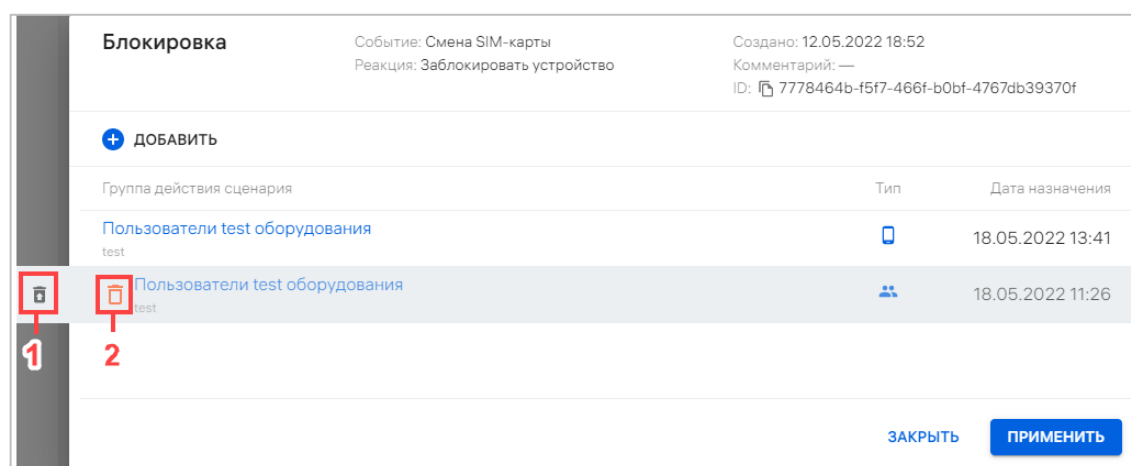 Блокировка
Событие: Смена SIM-карты
Реакция: Заблокировать устройство
Создано: 12.05.2022 18:52
Комментарий: —
ID: 7778464b-f5f7-466f-b0bf-4767db39370f
ДОБАВИТЬ
Группа действия сценария Тип Дата назначения
Пользователи test оборудования 18.05.2022 13:41
test
Пользователи test оборудования 18.05.2022 11:26
test
1 2
ЗАКРЫТЬ ПРИМЕНИТЬ